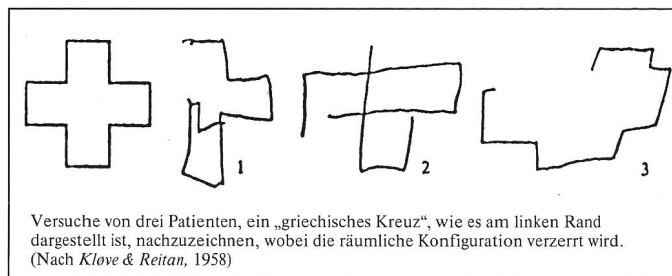 1 2 3
Versuche von drei Patienten, ein „griechisches Kreuz“, wie es am linken Rand
dargestellt ist, nachzuzeichnen, wobei die räumliche Konfiguration verzerrt wird.
(Nach Kløve & Reitan, 1958)